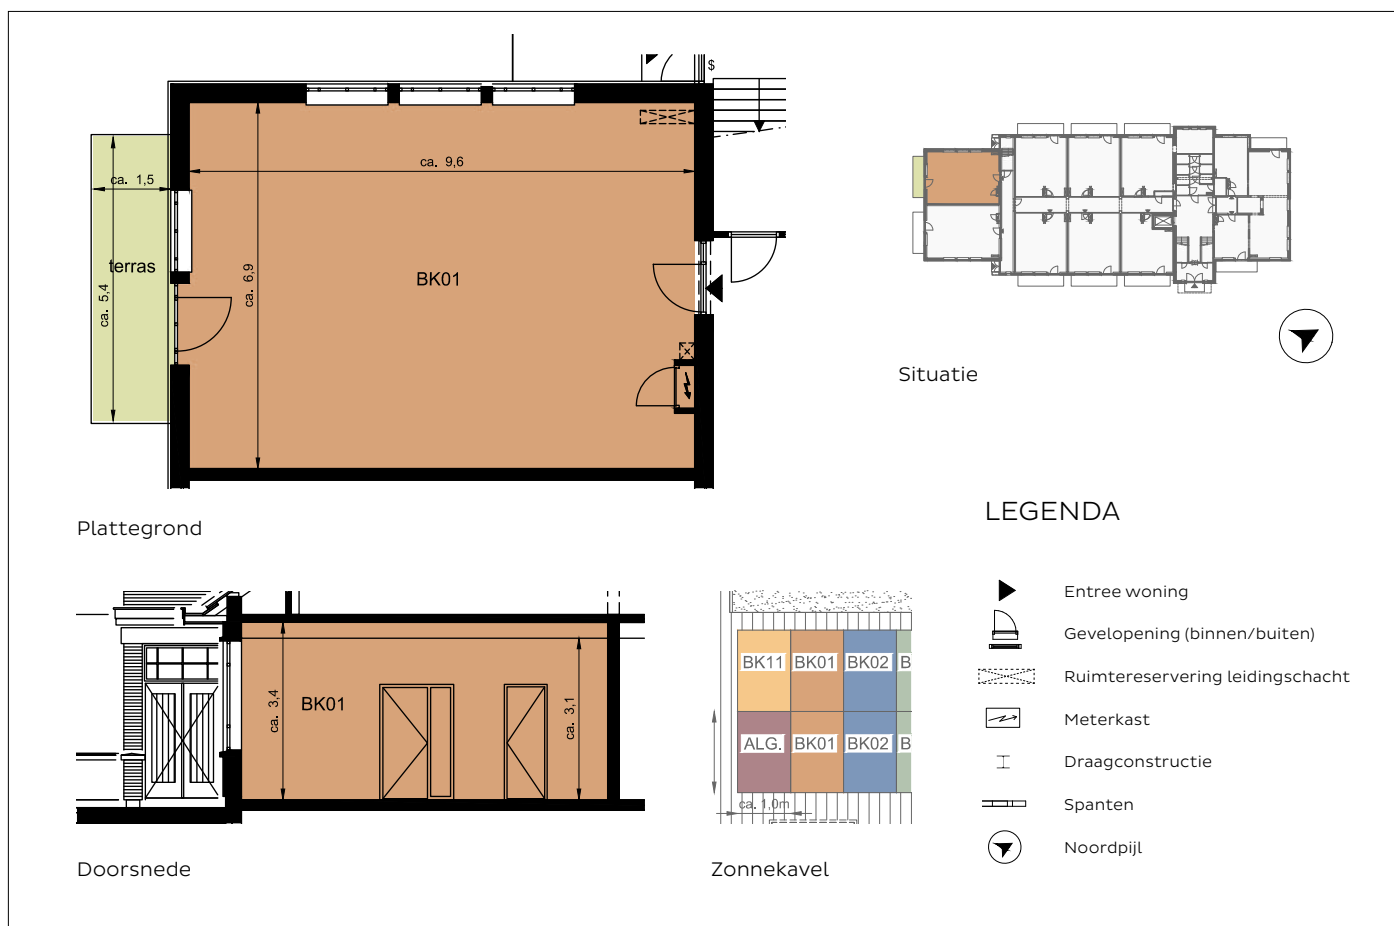 $
ca. 9,6
ca. 1,5
terras
ca. 5,4
ca. 6,9
BK01
Plattegrond
Situatie
LEGENDA
Entree woning
Gevelopening (binnen/buiten)
Ruimtereservering leidingschacht
Meterkast
Draagconstructie
Spanten
Noordpijl
ca. 3,4
BK01
ca. 3,1
Doorsnede
BK11 BK01 BK02 B
ALG. BK01 BK02 B
ca. 1,0m
Zonnekavel